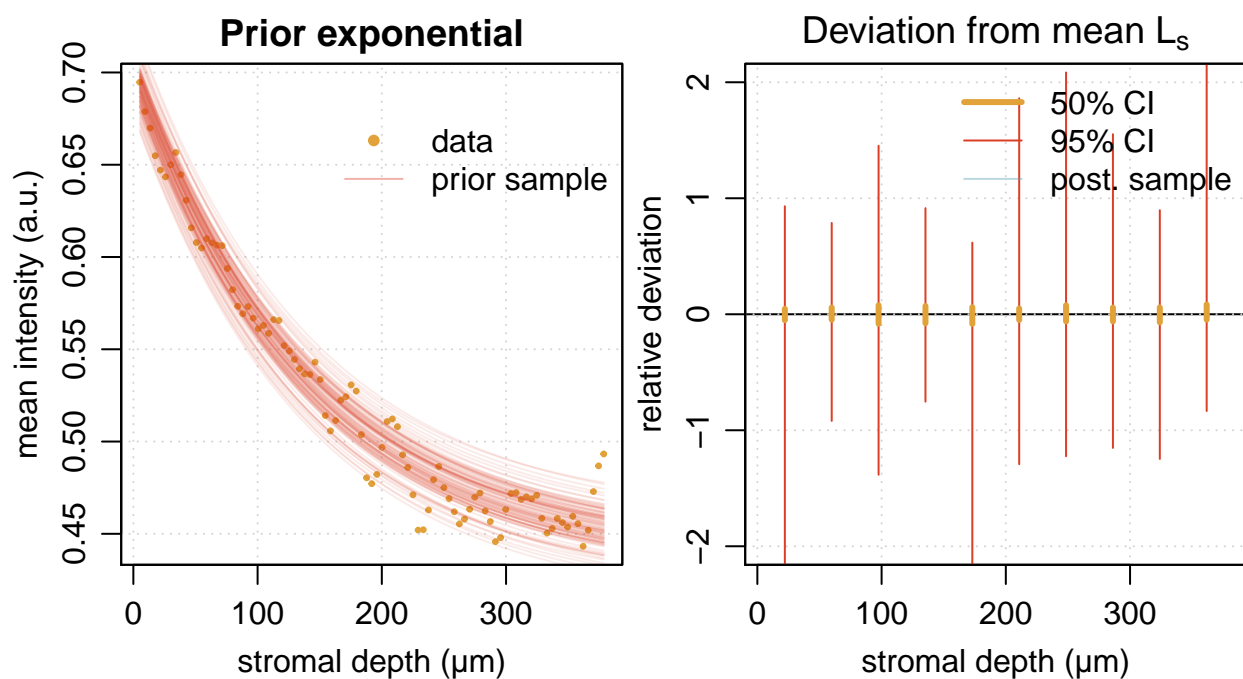 Prior exponential
mean intensity (a.u.)
0.70
0.65
0.60
0.55
0.50
0.45
data
prior sample
0
100
200
300
stromal depth (μm)
Deviation from mean Ls
relative deviation
2
1
0
−1
−2
50% CI
95% CI
post. sample
0
100
200
300
stromal depth (μm)